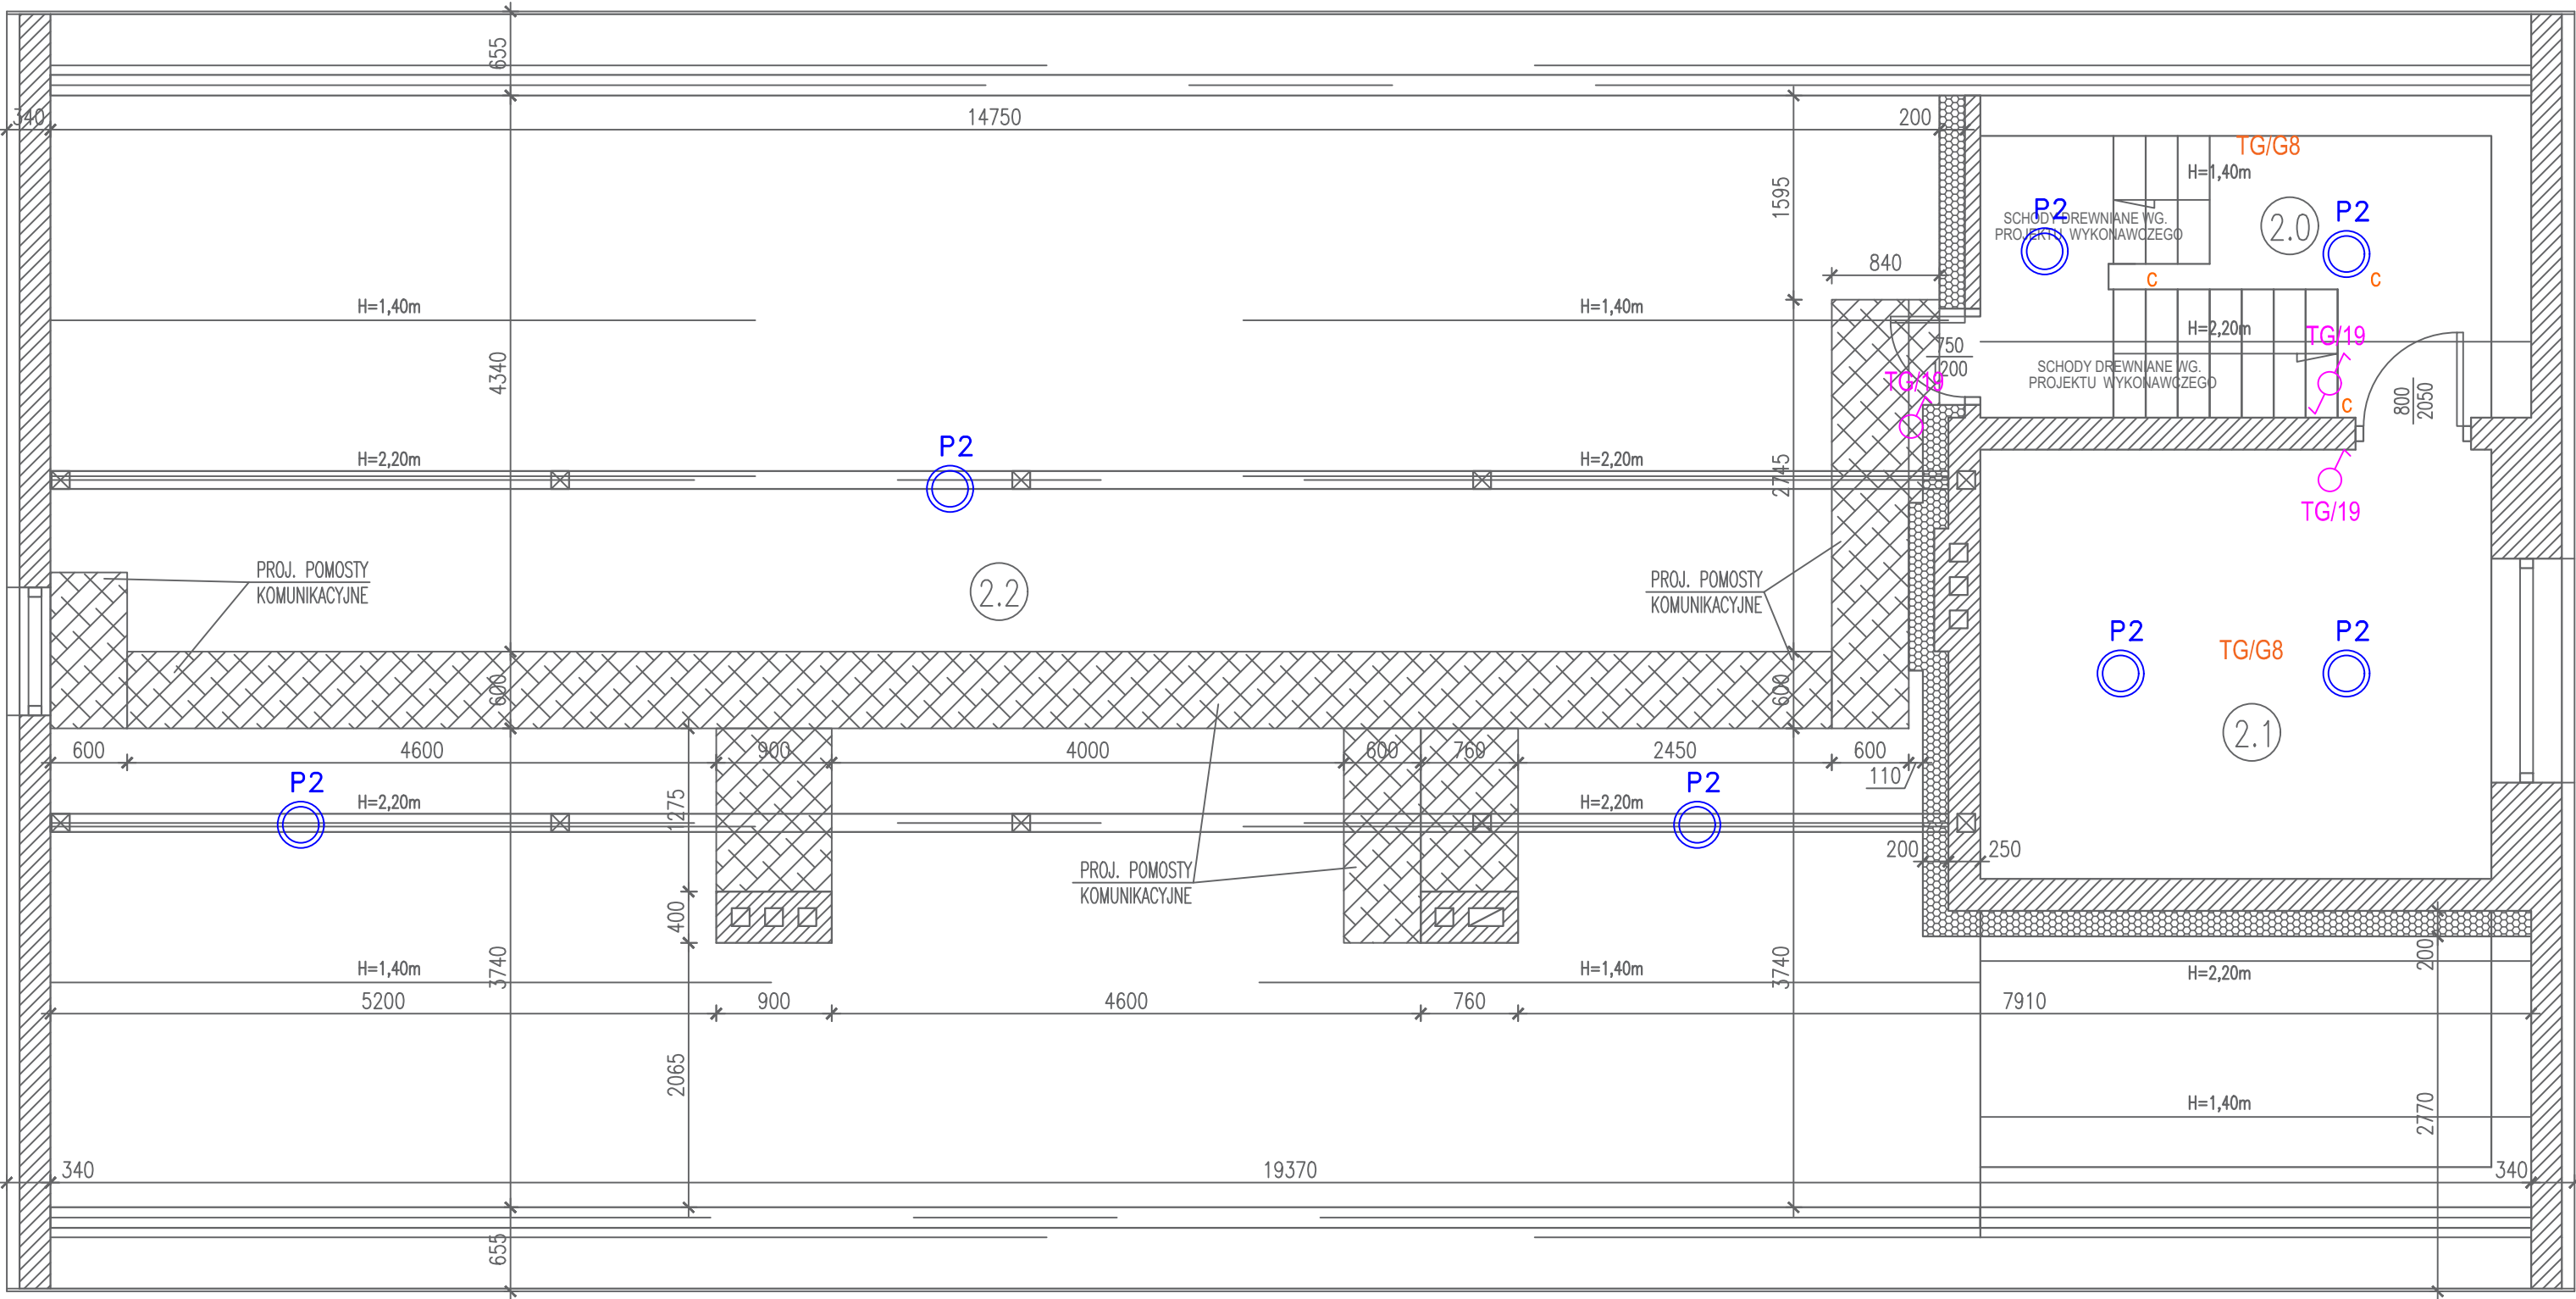 655
340
14750
200
TG/G8
H=1,40m
1595
P2
P2
SCHODY DREWNIANE WG.
PROJEKTU WYKONAWCZEGO
2.0
840
c
c
H=1,40m
H=1,40m
H=2,20m
TG/19
750
1200
4340
SCHODY DREWNIANE WG.
PROJEKTU WYKONAWCZEGO
TG/19
c
800
2050
P2
H=2,20m
H=2,20m
2745
TG/19
PROJ. POMOSTY
KOMUNIKACYJNE
2.2
PROJ. POMOSTY
KOMUNIKACYJNE
P2
P2
TG/G8
600
600
2.1
600
4600
900
4000
600
760
2450
600
110
P2
P2
H=2,20m
H=2,20m
1275
200
250
PROJ. POMOSTY
KOMUNIKACYJNE
400
3740
3740
200
H=1,40m
H=1,40m
H=2,20m
5200
900
4600
760
7910
2065
H=1,40m
2770
340
19370
340
655